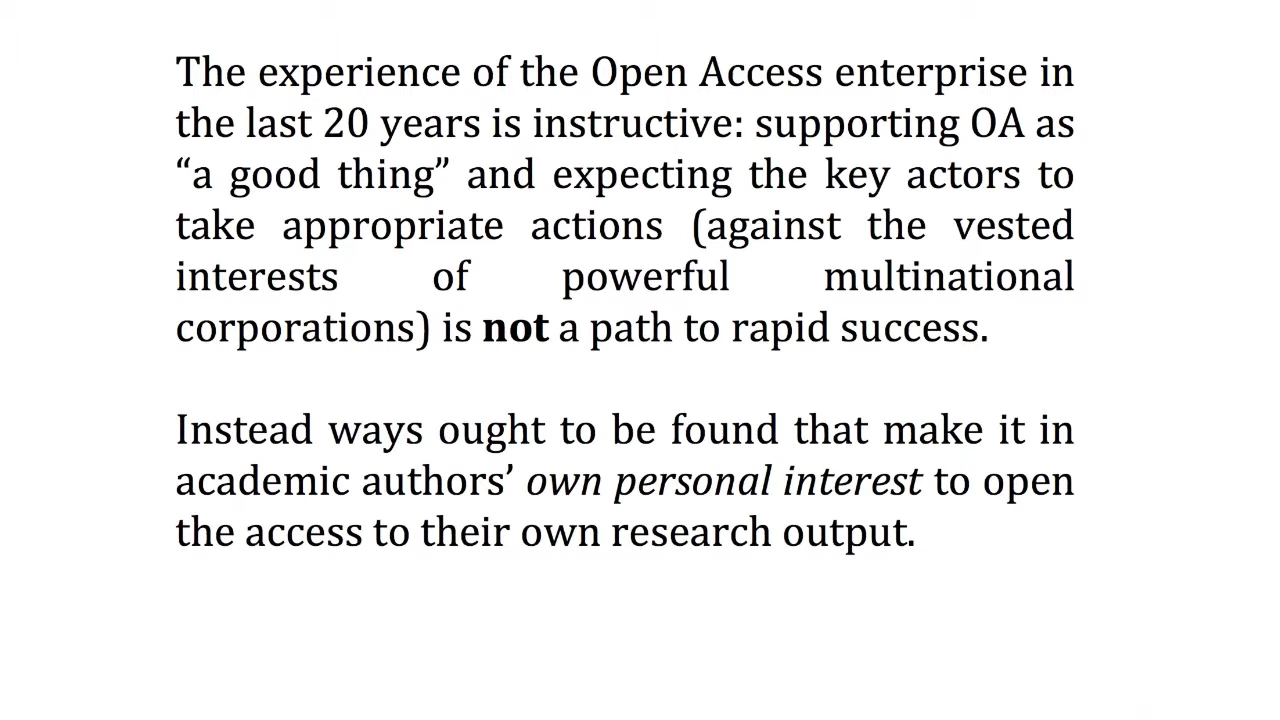 The experience of the Open Access enterprise in
the last 20 years is instructive: supporting OA as
“a good thing” and expecting the key actors to
take appropriate actions (against the vested
interests of powerful multinational
corporations) is not a path to rapid success.
Instead ways ought to be found that make it in
academic authors’ own personal interest to open
the access to their own research output.